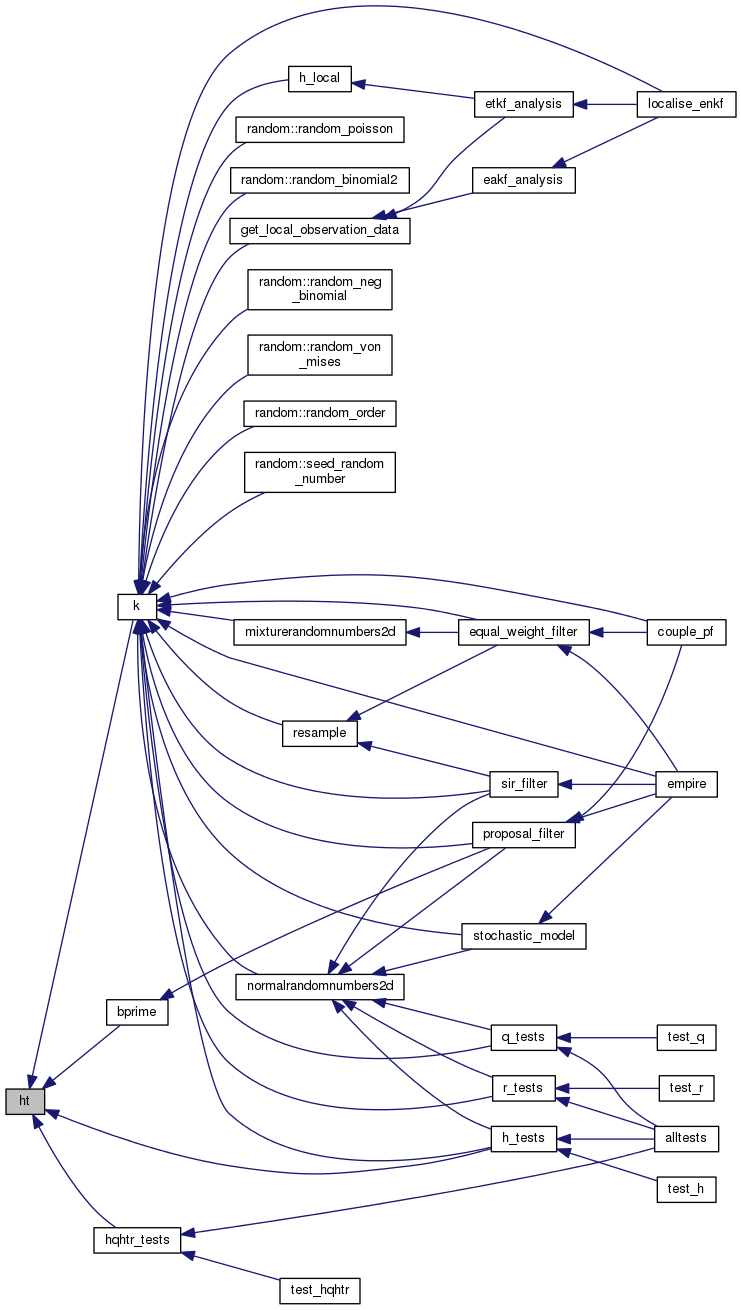 h_local
etkf_analysis
localise_enkf
random::random_poisson
random::random_binomial2
eakf_analysis
get_local_observation_data
random::random_neg
_binomial
random::random_von
_mises
random::random_order
random::seed_random
_number
k
mixturerandomnumbers2d
equal_weight_filter
couple_pf
resample
sir_filter
empire
proposal_filter
stochastic_model
normalrandomnumbers2d
bprime
q_tests
test_q
ht
r_tests
test_r
h_tests
alltests
test_h
hqhtr_tests
test_hqhtr